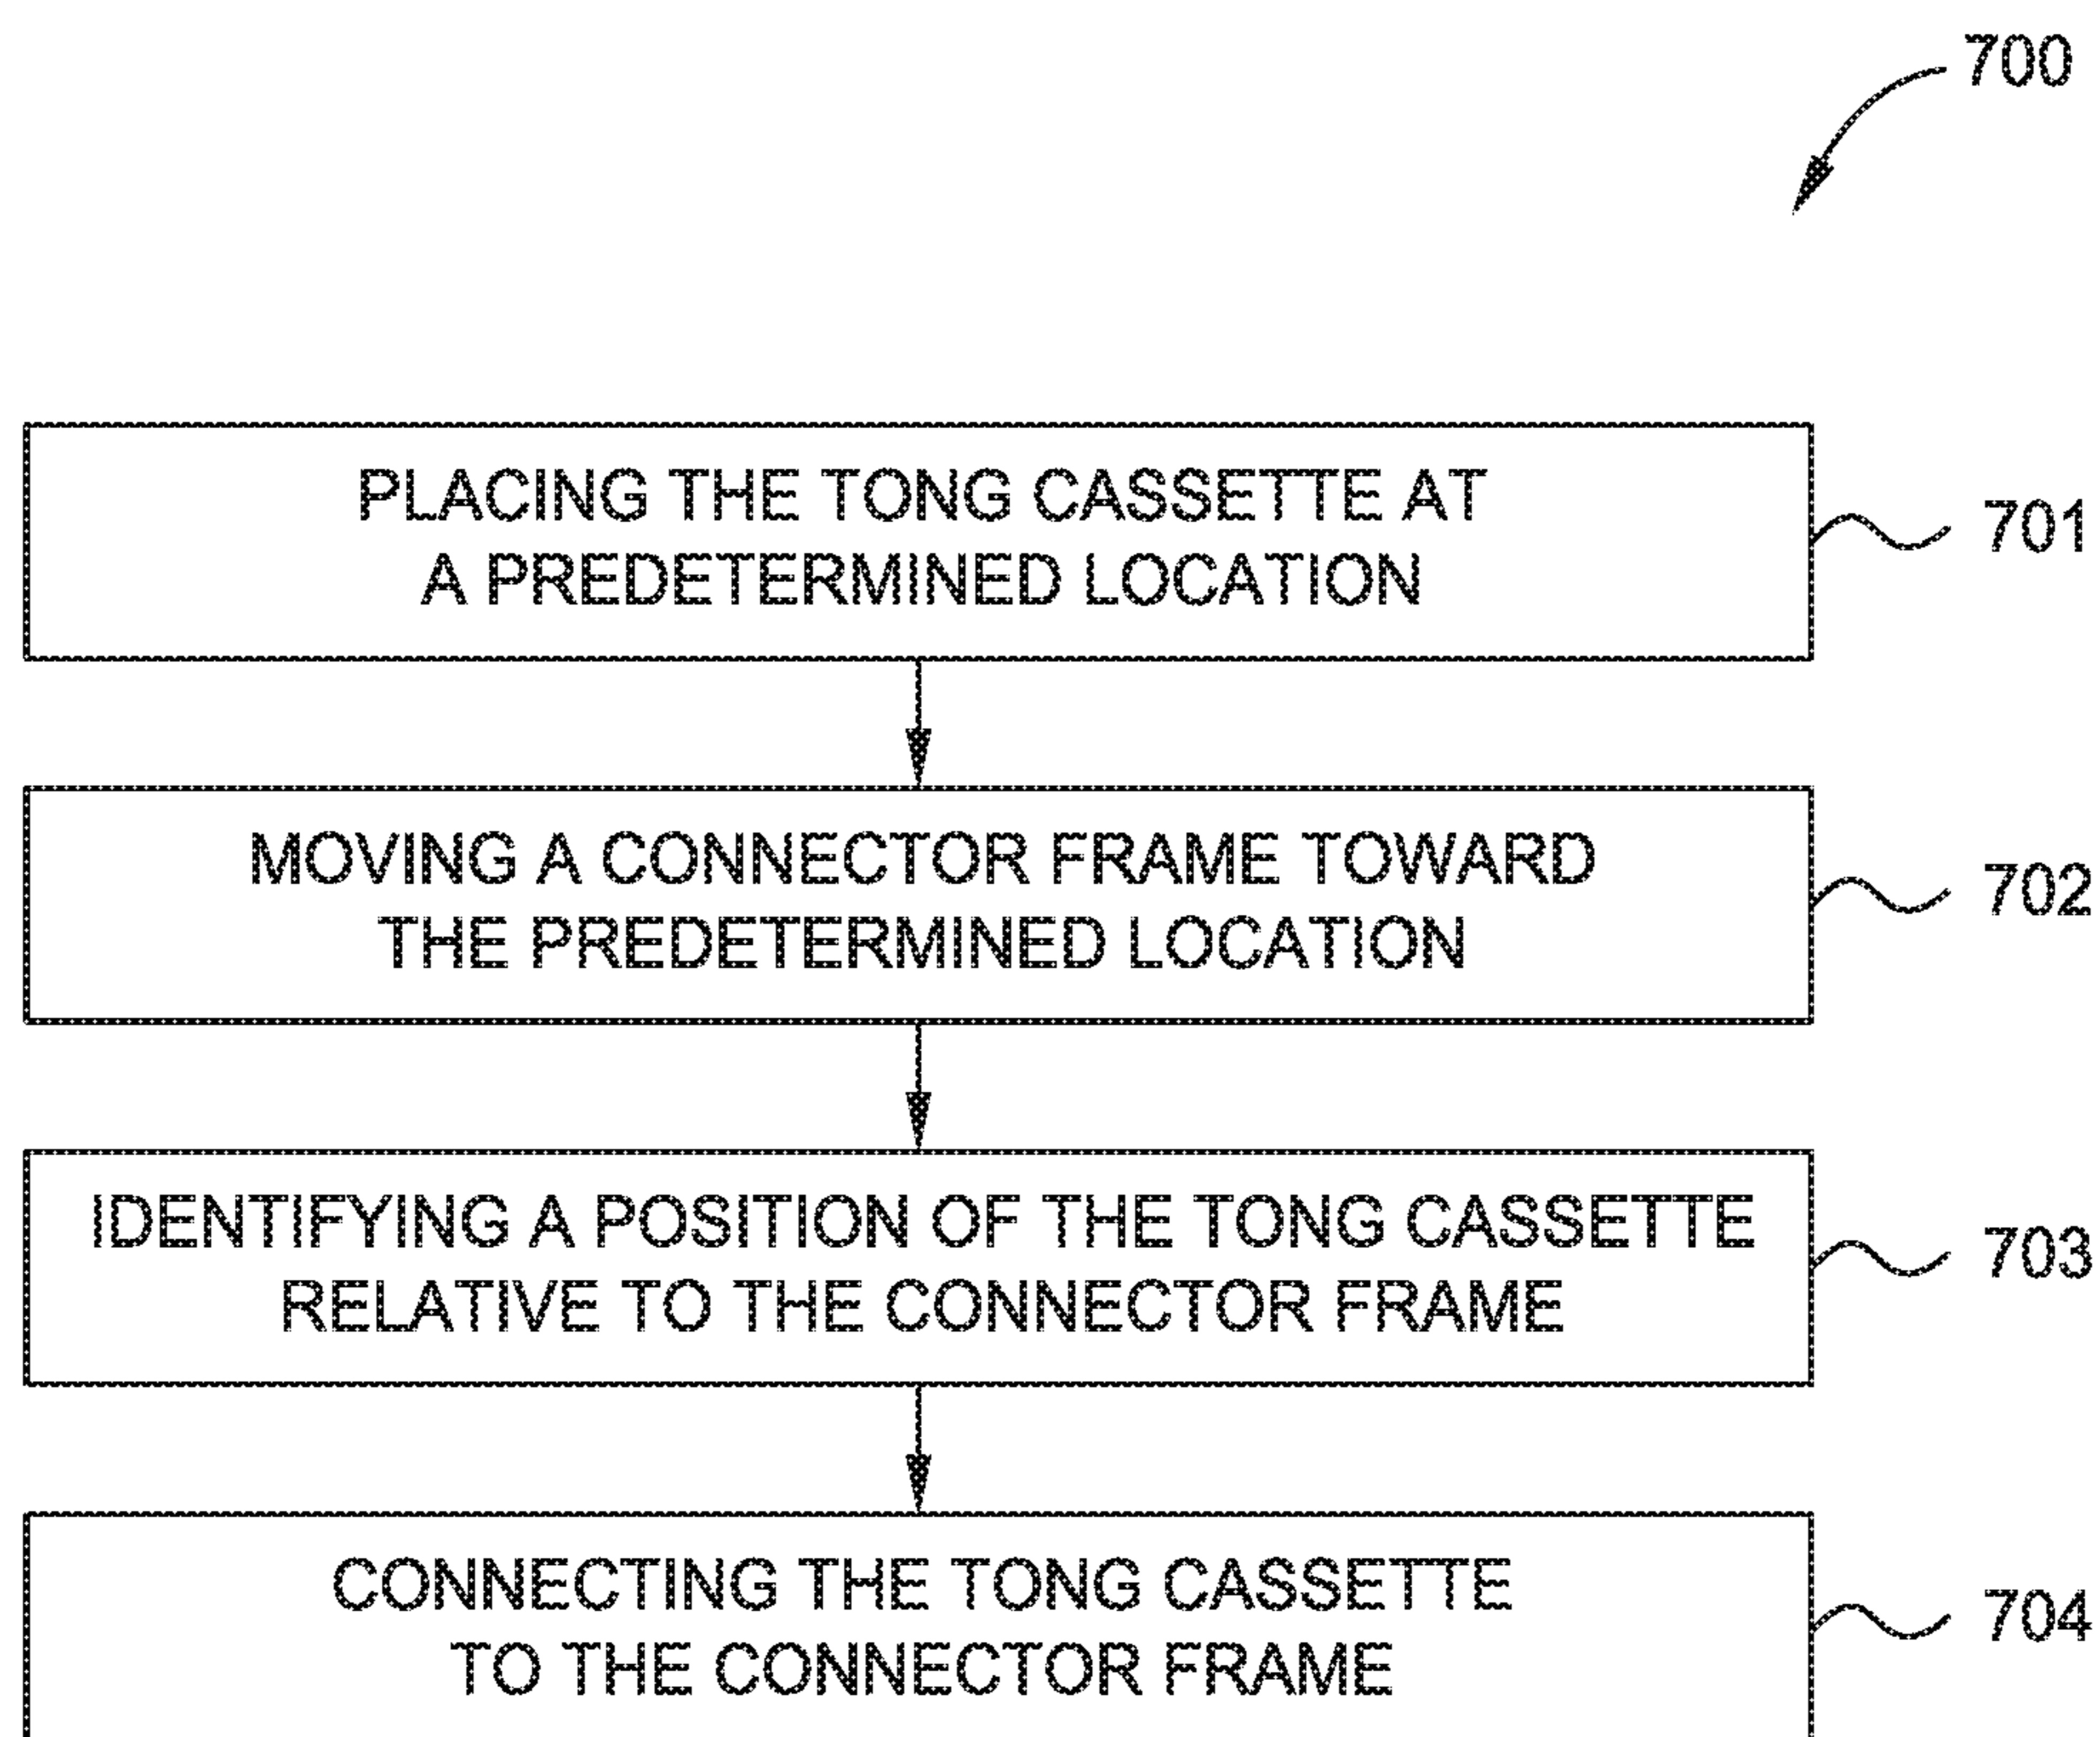 700
PLACING THE TONG CASSETTE AT
A PREDETERMINED LOCATION
701
MOVING A CONNECTOR FRAME TOWARD
THE PREDETERMINED LOCATION
702
IDENTIFYING A POSITION OF THE TONG CASSETTE
RELATIVE TO THE CONNECTOR FRAME
703
CONNECTING THE TONG CASSETTE
TO THE CONNECTOR FRAME
704